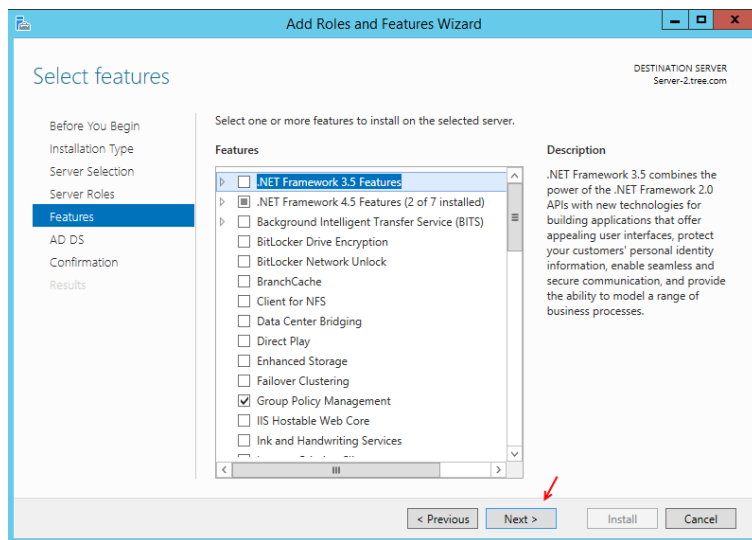 Add Roles and Features Wizard
Select features
DESTINATION SERVER
Server-2.tree.com
Before You Begin
Installation Type
Server Selection
Server Roles
Features
AD DS
Confirmation
Results
Select one or more features to install on the selected server.
Features
.NET Framework 3.5 Features
.NET Framework 4.5 Features (2 of 7 installed)
Background Intelligent Transfer Service (BITS)
BitLocker Drive Encryption
BitLocker Network Unlock
BranchCache
Client for NFS
Data Center Bridging
Direct Play
Enhanced Storage
Failover Clustering
Group Policy Management
IIS Hostable Web Core
Ink and Handwriting Services
Description
.NET Framework 3.5 combines the
power of the .NET Framework 2.0
APIs with new technologies for
building applications that offer
appealing user interfaces, protect
your customers' personal identity
information, enable seamless and
secure communication, and provide
the ability to model a range of
business processes.
< Previous
Next >
Install
Cancel